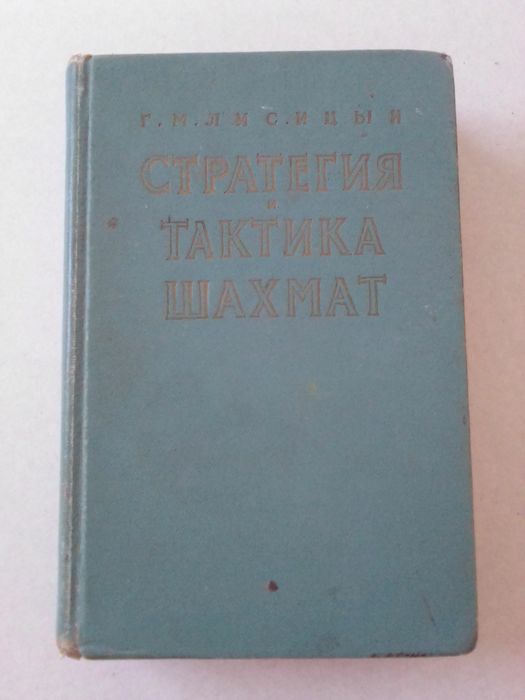 Г. М. ЛИСИЦЫН
СТРАТЕГИЯ
И
ТАКТИКА
ШАХМАТ